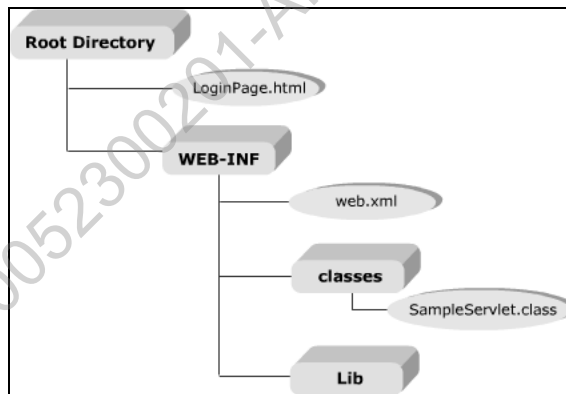 Root Directory
LoginPage.html
WEB-INF
web.xml
classes
SampleServlet.class
Lib